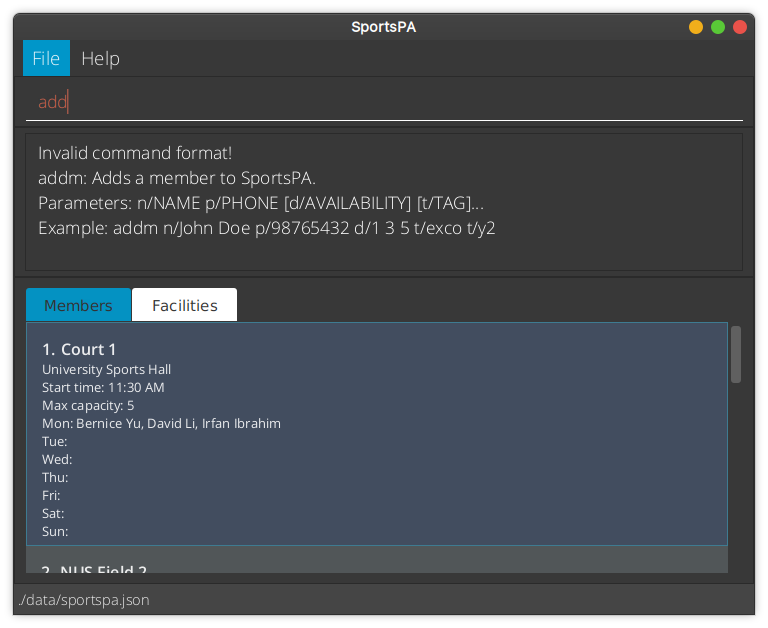 SportsPA
File Help
add
Invalid command format!
addm: Adds a member to SportsPA.
Parameters: n/NAME p/PHONE [d/AVAILABILITY] [t/TAG]...
Example: addm n/John Doe p/98765432 d/1 3 5 t/exco t/y2
Members Facilities
1. Court 1
University Sports Hall
Start time: 11:30 AM
Max capacity: 5
Mon: Bernice Yu, David Li, Irfan Ibrahim
Tue:
Wed:
Thu:
Fri:
Sat:
Sun:
2. NUS Field 2
./data/sportspa.json